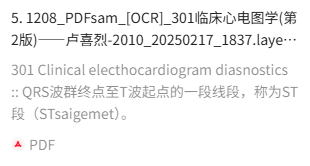 5. 1208_PDFsam_[OCR]_301临床心电图学(第
2版)——卢喜烈-2010_20250217_1837.laye…
301 Clinical electhocardiogram diasnostics
:: QRS波群终点至T波起点的一段线段，称为ST
段（STsaigemet）。
PDF